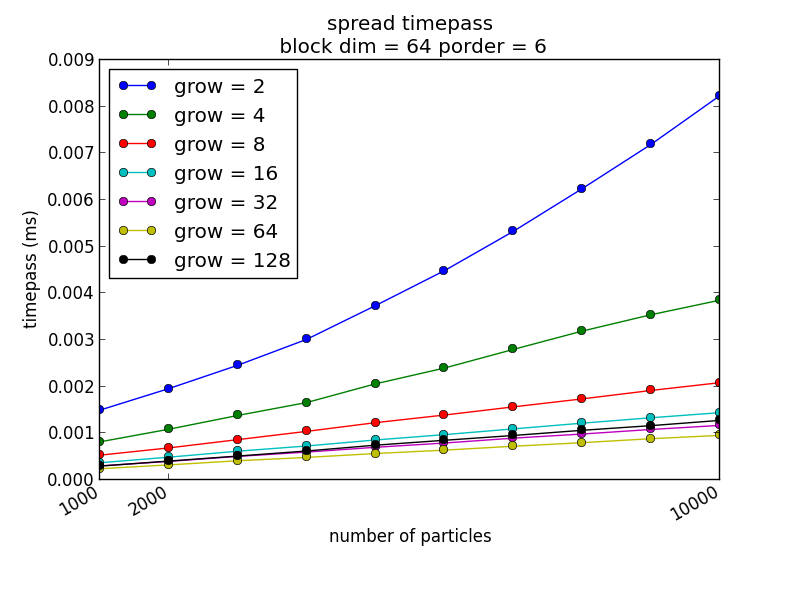 spread timepass
block dim = 64 porder = 6
0.009
0.008
0.007
0.006
0.005
0.004
0.003
0.002
0.001
0.000
timepass (ms)
grow = 2
grow = 4
grow = 8
grow = 16
grow = 32
grow = 64
grow = 128
1000
2000
10000
number of particles